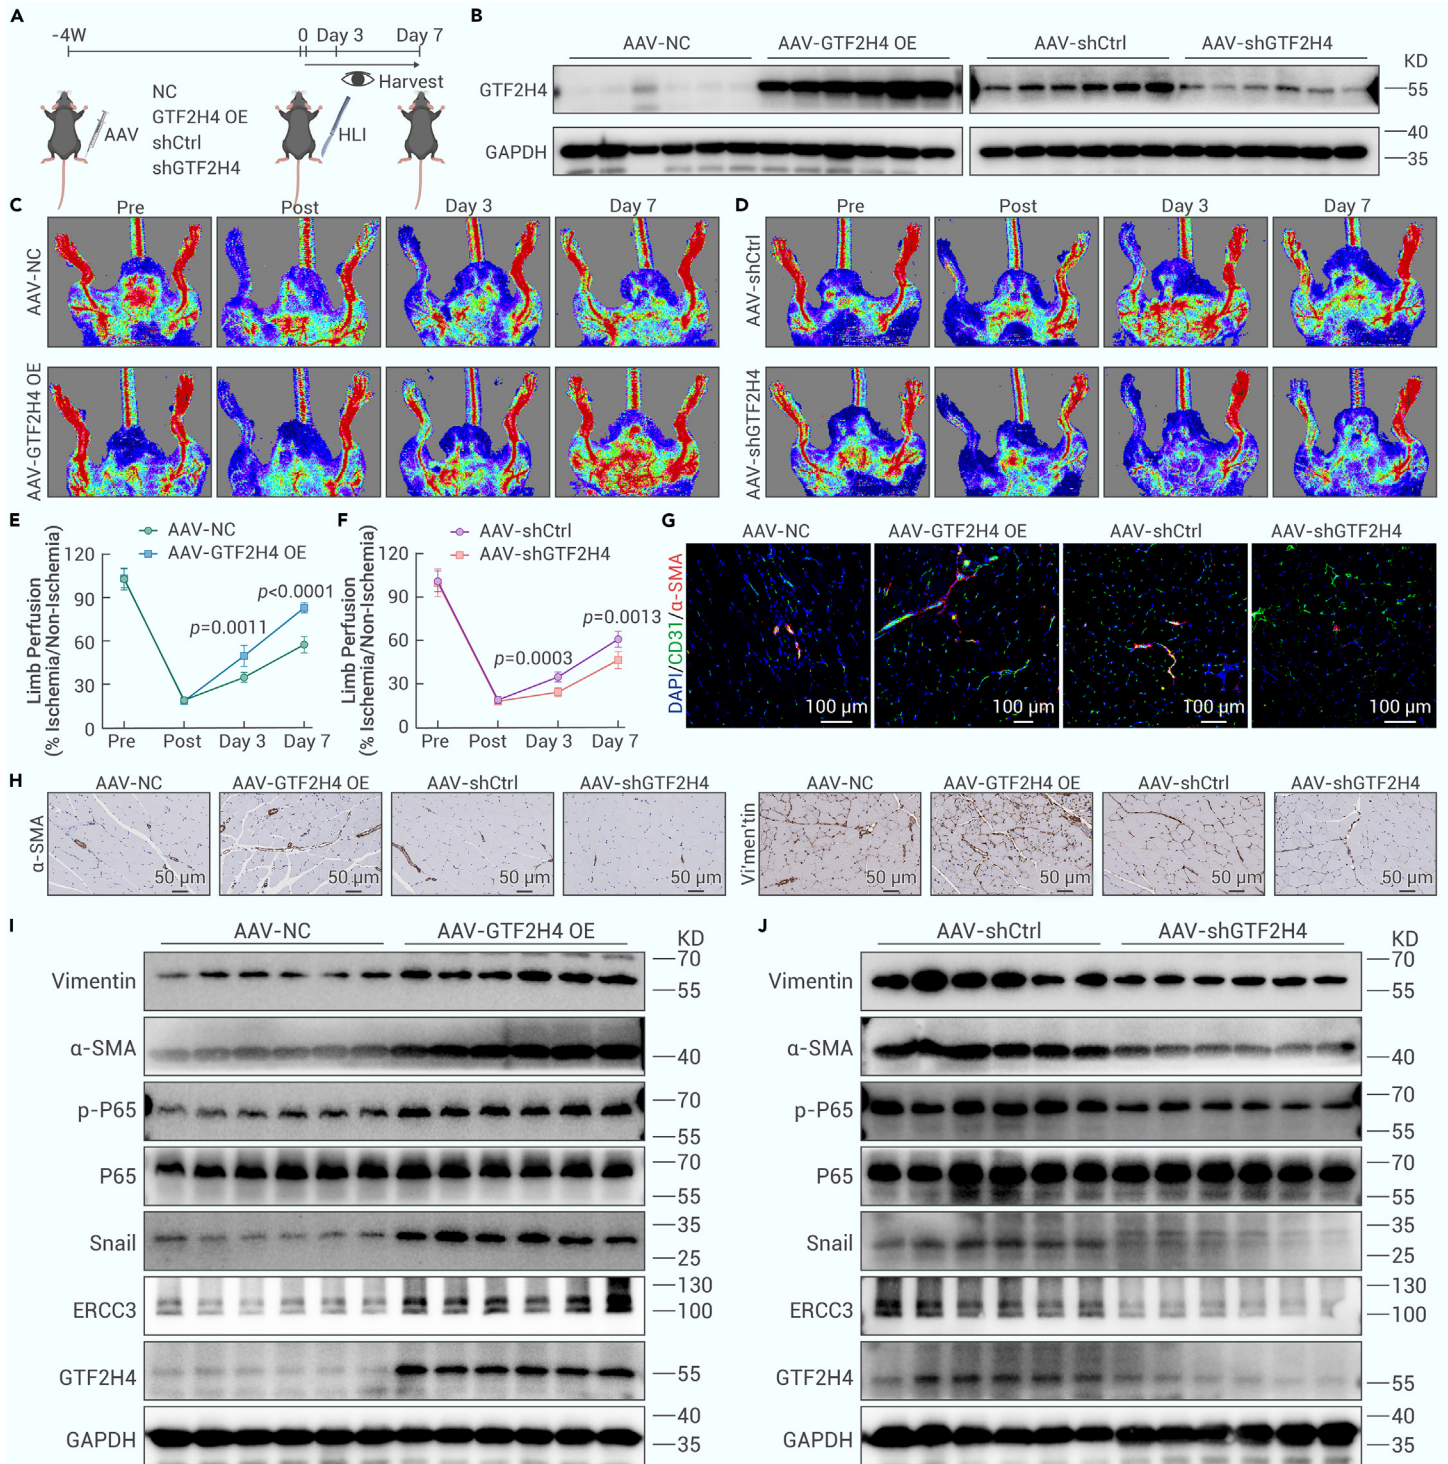 A
-4W
0 Day 3 Day 7
Harvest
NC
GTF2H4 OE
shCtrl
shGTF2H4
AAV
HLI
B
AAV-NC AAV-GTF2H4 OE AAV-shCtrl AAV-shGTF2H4
KD
GTF2H4
55
GAPDH
40
35
C
Pre Post Day 3 Day 7
AAV-NC
AAV-GTF2H4 OE
D
Pre Post Day 3 Day 7
AAV-shCtrl
AAV-shGTF2H4
E
AAV-NC
AAV-GTF2H4 OE
Limb Perfusion
(% Ischemia/Non-Ischemia)
120
90
60
30
0
p=0.0011
p<0.0001
Pre Post Day 3 Day 7
F
AAV-shCtrl
AAV-shGTF2H4
Limb Perfusion
(% Ischemia/Non-Ischemia)
120
90
60
30
0
p=0.0003
p=0.0013
Pre Post Day 3 Day 7
G
AAV-NC AAV-GTF2H4 OE AAV-shCtrl AAV-shGTF2H4
DAPI/CD31/α-SMA
100 μm 100 μm 100 μm 100 μm
H
AAV-NC AAV-GTF2H4 OE AAV-shCtrl AAV-shGTF2H4
α-SMA
50 μm 50 μm 50 μm 50 μm
AAV-NC AAV-GTF2H4 OE AAV-shCtrl AAV-shGTF2H4
Vi'men'tin
50 μm 50 μm 50 μm 50 μm
I
AAV-NC AAV-GTF2H4 OE
KD
Vimentin
70
55
α-SMA
40
p-P65
70
55
P65
70
55
Snail
35
25
ERCC3
130
100
GTF2H4
55
GAPDH
40
35
J
AAV-shCtrl AAV-shGTF2H4
KD
Vimentin
70
55
α-SMA
40
p-P65
70
55
P65
70
55
Snail
35
25
ERCC3
130
100
GTF2H4
55
GAPDH
40
35